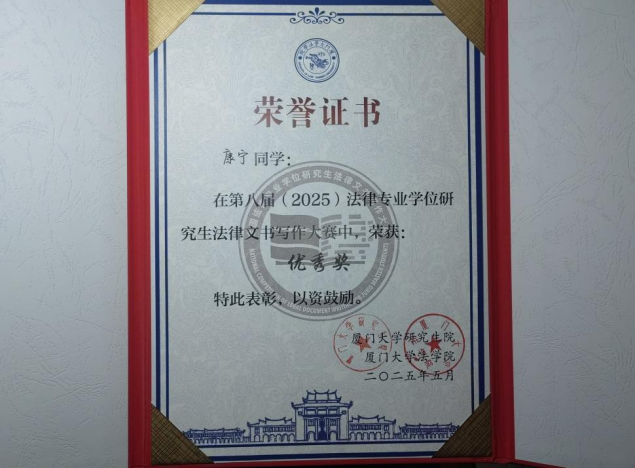 荣誉证书
康宁同学：
在第八届（2025）法律专业学位研
究生法律文书写作大赛中，荣获：
优秀奖
特此表彰，以资鼓励。
厦门大学研究生院
厦门大学法学院
二〇二五年五月